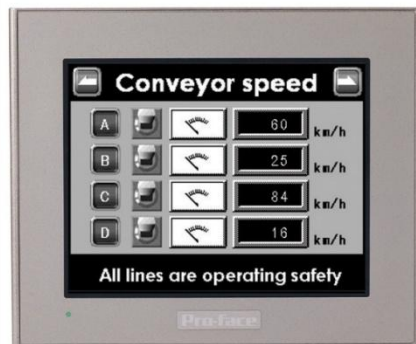 Conveyor speed
A 60 km/h
B 25 km/h
C 84 km/h
D 16 km/h
All lines are operating safety
Pro-face